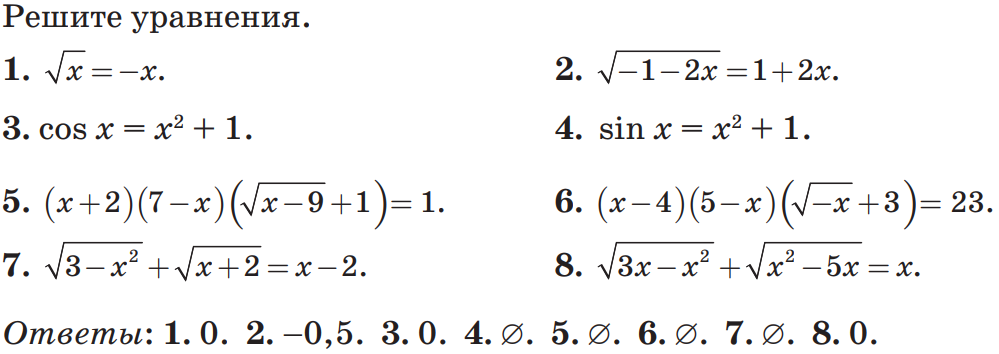 Решите уравнения.
1. √x = −x. 2. √(−1−2x) = 1+2x.
3. cos x = x² + 1. 4. sin x = x² + 1.
5. (x+2)(7−x)(√(x−9)+1) = 1. 6. (x−4)(5−x)(√(−x)+3) = 23.
7. √(3−x²) + √(x+2) = x−2. 8. √(3x−x²) + √(x²−5x) = x.
Ответы: 1. 0. 2. −0,5. 3. 0. 4. ∅. 5. ∅. 6. ∅. 7. ∅. 8. 0.